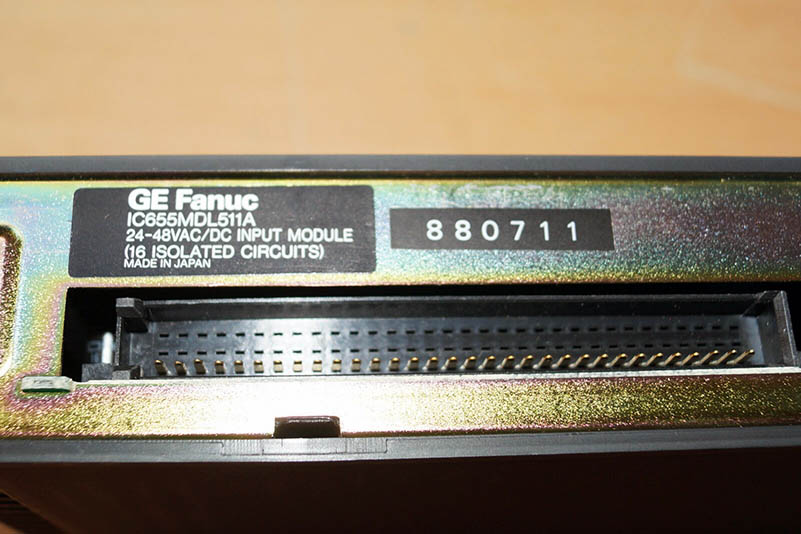 GE Fanuc
IC655MDL511A
24-48VAC/DC INPUT MODULE
(16 ISOLATED CIRCUITS)
MADE IN JAPAN
880711